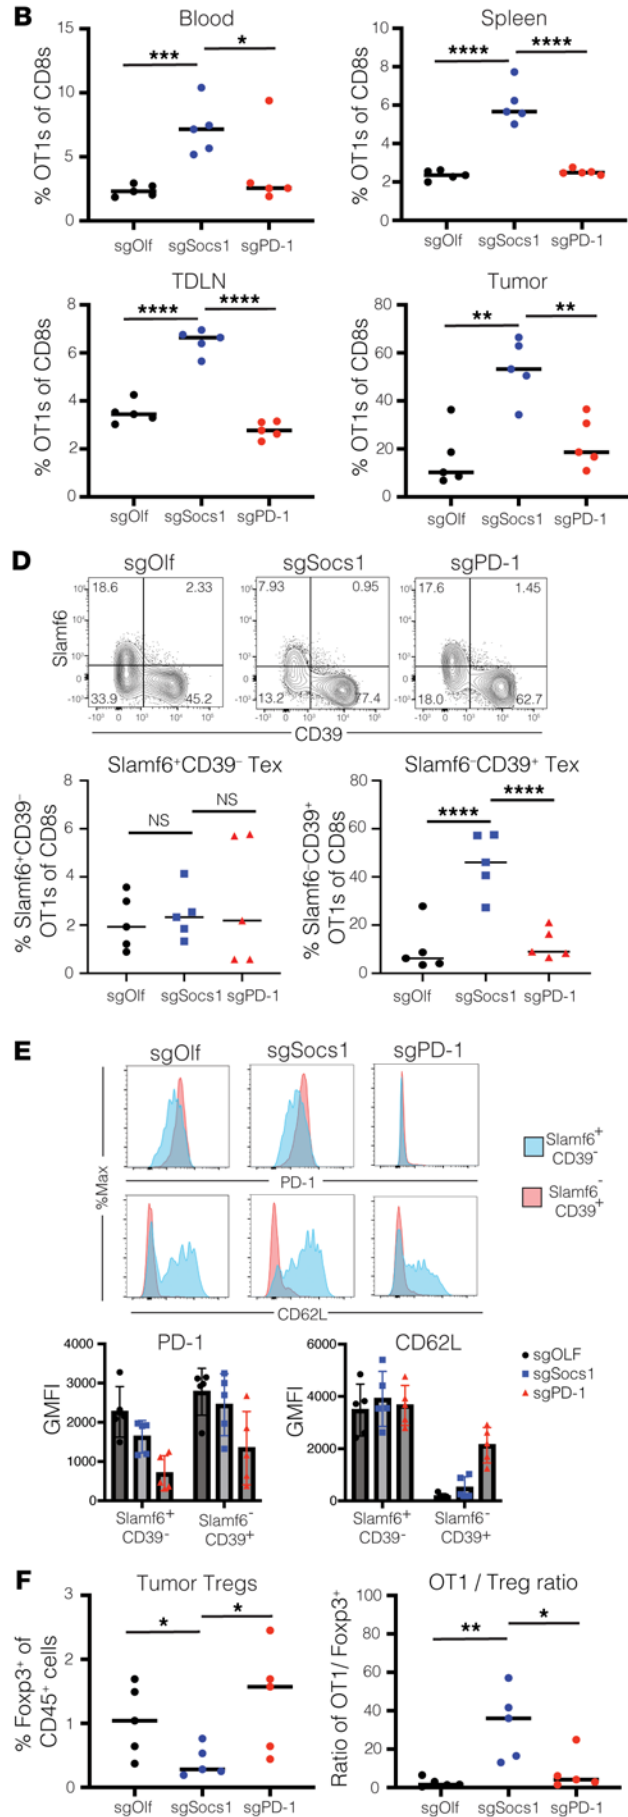 B
Blood
% OT1s of CD8s
15
10
5
0
***
*
sgOlf sgSocs1 sgPD-1
Spleen
% OT1s of CD8s
10
8
6
4
2
0
****
****
sgOlf sgSocs1 sgPD-1
TDLN
% OT1s of CD8s
8
6
4
2
0
****
****
sgOlf sgSocs1 sgPD-1
Tumor
% OT1s of CD8s
80
60
40
20
0
**
**
sgOlf sgSocs1 sgPD-1
D
sgOlf sgSocs1 sgPD-1
Slamf6
18.6 2.33
33.9 45.2
7.93 0.95
13.2 77.4
17.6 1.45
18.0 62.7
CD39
Slamf6⁺CD39⁻ Tex
% Slamf6⁺CD39⁻
OT1s of CD8s
8
6
4
2
0
NS
NS
sgOlf sgSocs1 sgPD-1
Slamf6⁻CD39⁺ Tex
% Slamf6⁻CD39⁺
OT1s of CD8s
80
60
40
20
0
****
****
sgOlf sgSocs1 sgPD-1
E
sgOlf sgSocs1 sgPD-1
%Max
PD-1
CD62L
Slamf6⁺
CD39⁻
Slamf6⁻
CD39⁺
PD-1
GMFI
4000
3000
2000
1000
0
Slamf6⁺ Slamf6⁻
CD39- CD39+
CD62L
GMFI
6000
4000
2000
0
Slamf6⁺ Slamf6⁻
CD39- CD39+
sgOLF
sgSocs1
sgPD-1
F
Tumor Tregs
% Foxp3⁺ of
CD45⁺ cells
3
2
1
0
*
*
sgOlf sgSocs1 sgPD-1
OT1 / Treg ratio
Ratio of OT1/ Foxp3⁺
100
80
60
40
20
0
**
*
sgOlf sgSocs1 sgPD-1